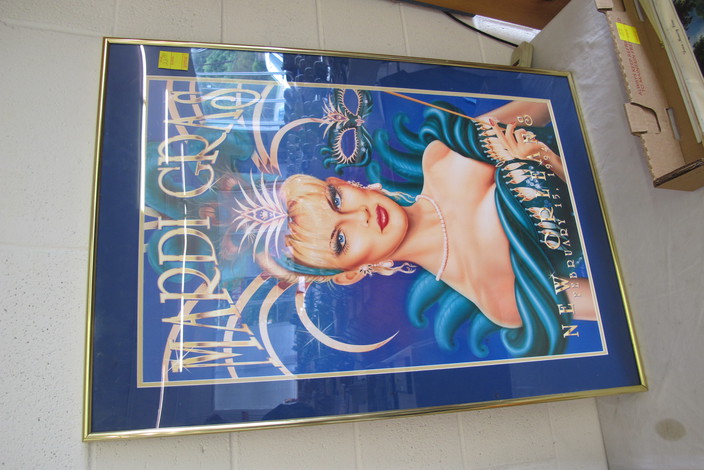 MARDI GRAS
NEW ORLEANS
FEBRUARY 15,